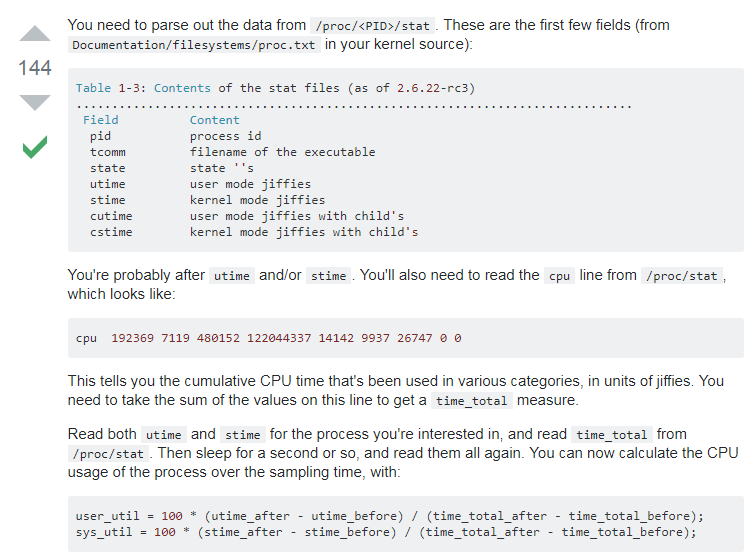 You need to parse out the data from /proc/<PID>/stat. These are the first few fields (from
Documentation/filesystems/proc.txt in your kernel source):
144
Table 1-3: Contents of the stat files (as of 2.6.22-rc3)
..............................................................................
Field Content
pid process id
tcomm filename of the executable
state state ''s
utime user mode jiffies
stime kernel mode jiffies
cutime user mode jiffies with child's
cstime kernel mode jiffies with child's
You're probably after utime and/or stime. You'll also need to read the cpu line from /proc/stat,
which looks like:
cpu 192369 7119 480152 122044337 14142 9937 26747 0 0
This tells you the cumulative CPU time that's been used in various categories, in units of jiffies. You
need to take the sum of the values on this line to get a time_total measure.
Read both utime and stime for the process you're interested in, and read time_total from
/proc/stat. Then sleep for a second or so, and read them all again. You can now calculate the CPU
usage of the process over the sampling time, with:
user_util = 100 * (utime_after - utime_before) / (time_total_after - time_total_before);
sys_util = 100 * (stime_after - stime_before) / (time_total_after - time_total_before);